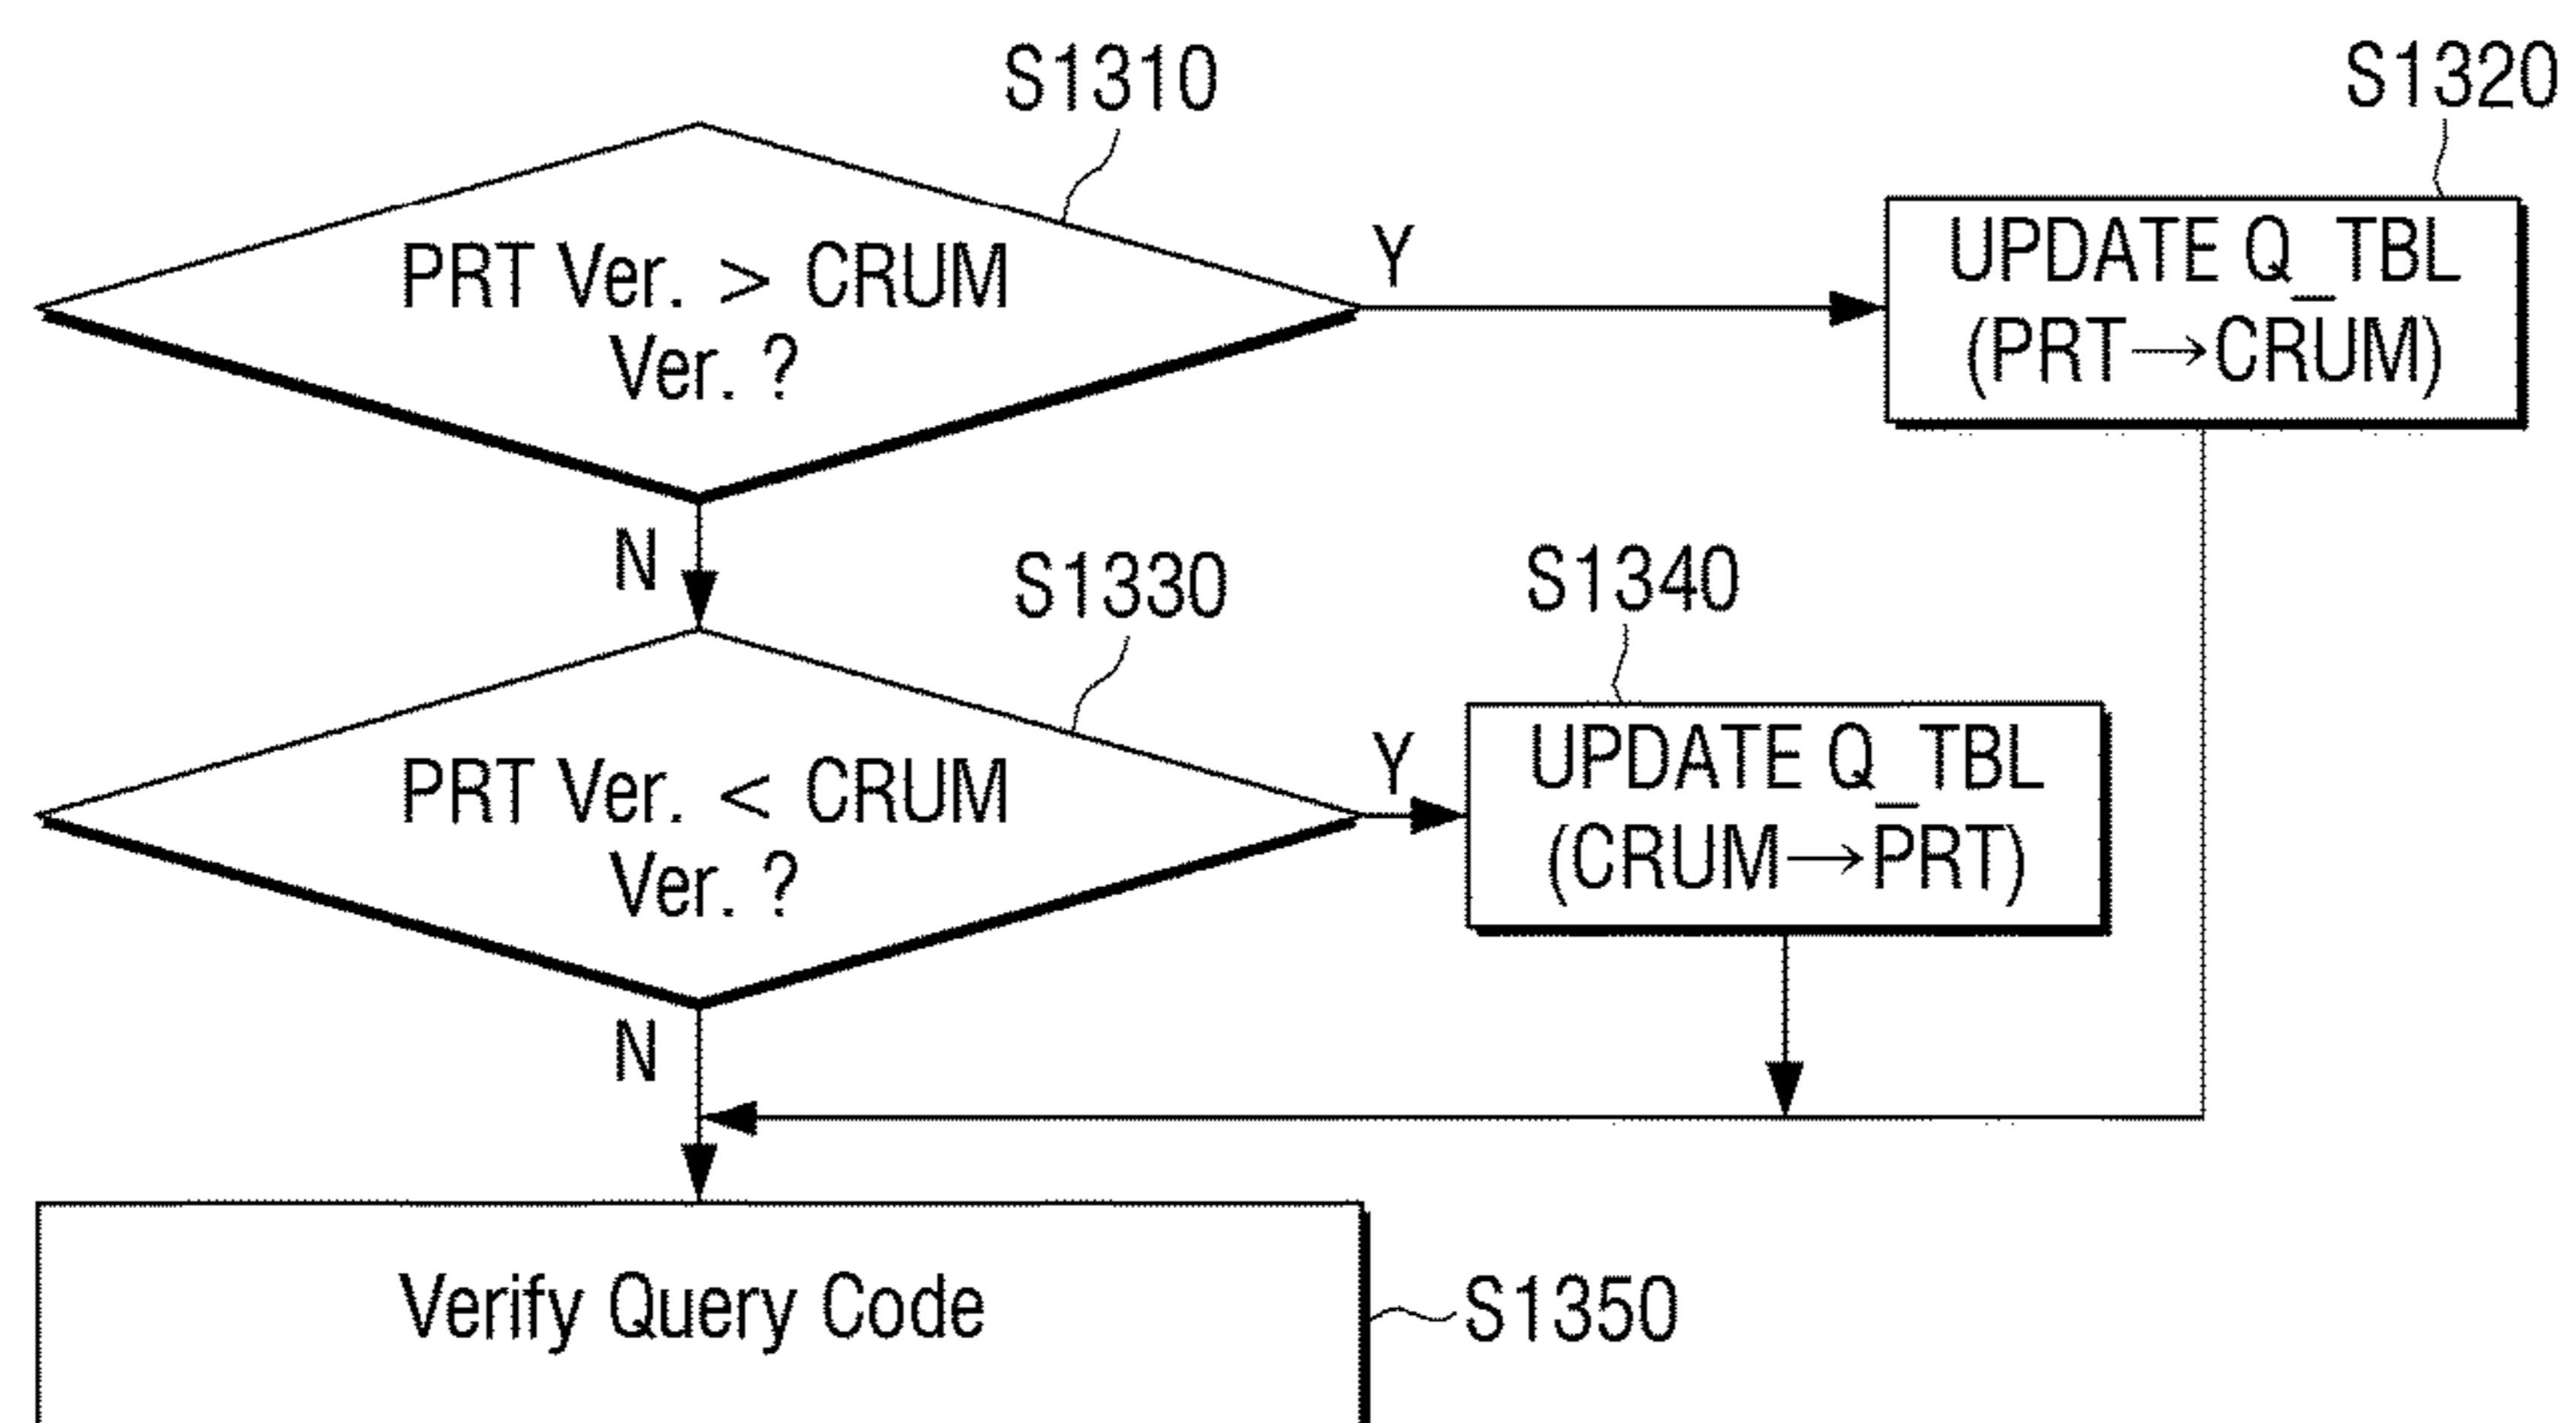 S1310
S1320
PRT Ver. > CRUM
Ver. ?
Y
UPDATE Q_TBL
(PRT→CRUM)
N
S1330
S1340
PRT Ver. < CRUM
Ver. ?
Y
UPDATE Q_TBL
(CRUM→PRT)
N
Verify Query Code
S1350